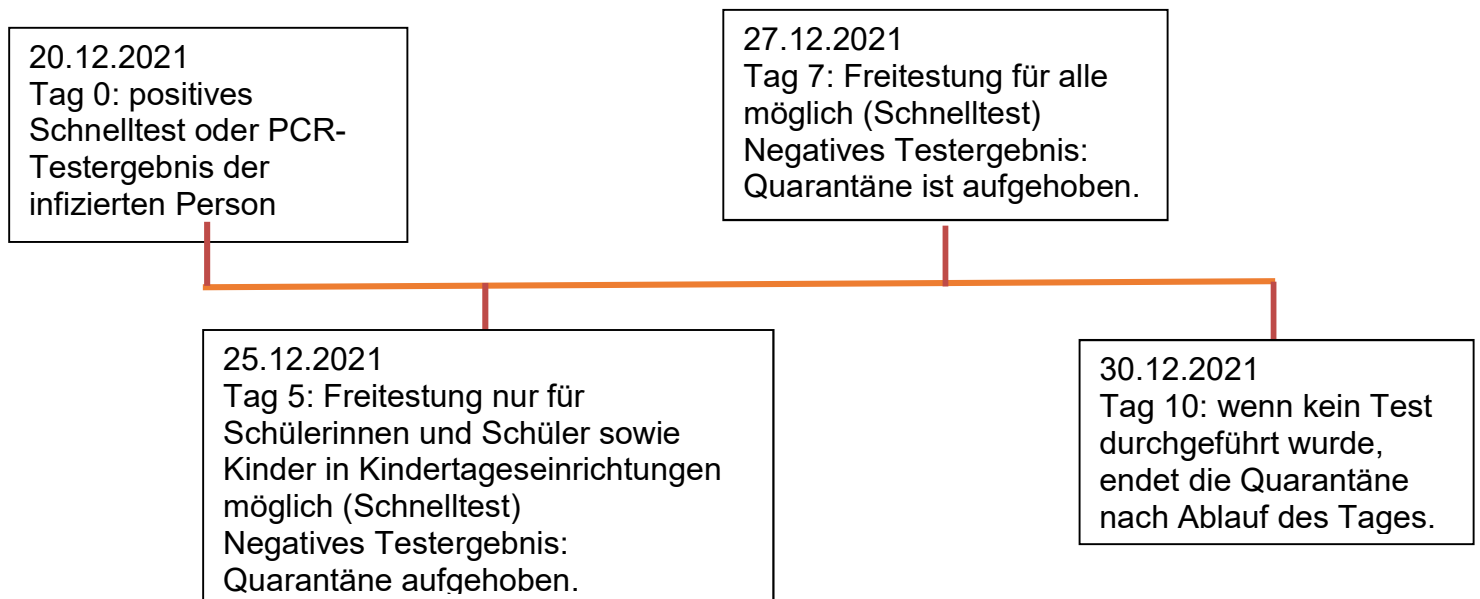 20.12.2021
Tag 0: positives
Schnelltest oder PCR-
Testergebnis der
infizierten Person
27.12.2021
Tag 7: Freitestung für alle
möglich (Schnelltest)
Negatives Testergebnis:
Quarantäne ist aufgehoben.
25.12.2021
Tag 5: Freitestung nur für
Schülerinnen und Schüler sowie
Kinder in Kindertageseinrichtungen
möglich (Schnelltest)
Negatives Testergebnis:
Quarantäne aufgehoben.
30.12.2021
Tag 10: wenn kein Test
durchgeführt wurde,
endet die Quarantäne
nach Ablauf des Tages.